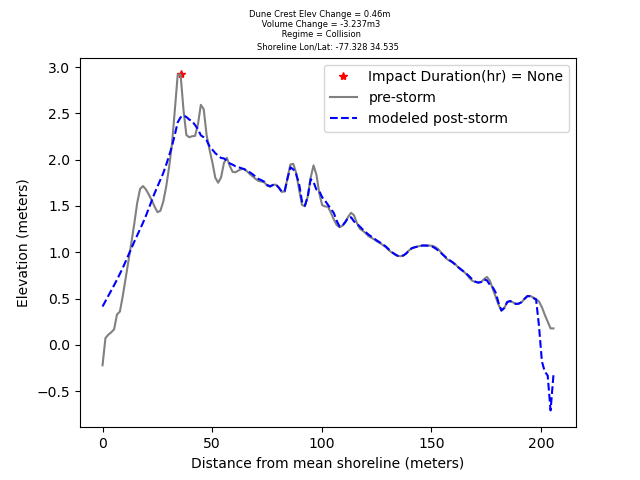 Dune Crest Elev Change = 0.46m
Volume Change = -3.237m3
Regime = Collision
Shoreline Lon/Lat: -77.328 34.535
Impact Duration(hr) = None
pre-storm
modeled post-storm
3.0
2.5
2.0
1.5
1.0
0.5
0.0
−0.5
Elevation (meters)
0 50 100 150 200
Distance from mean shoreline (meters)